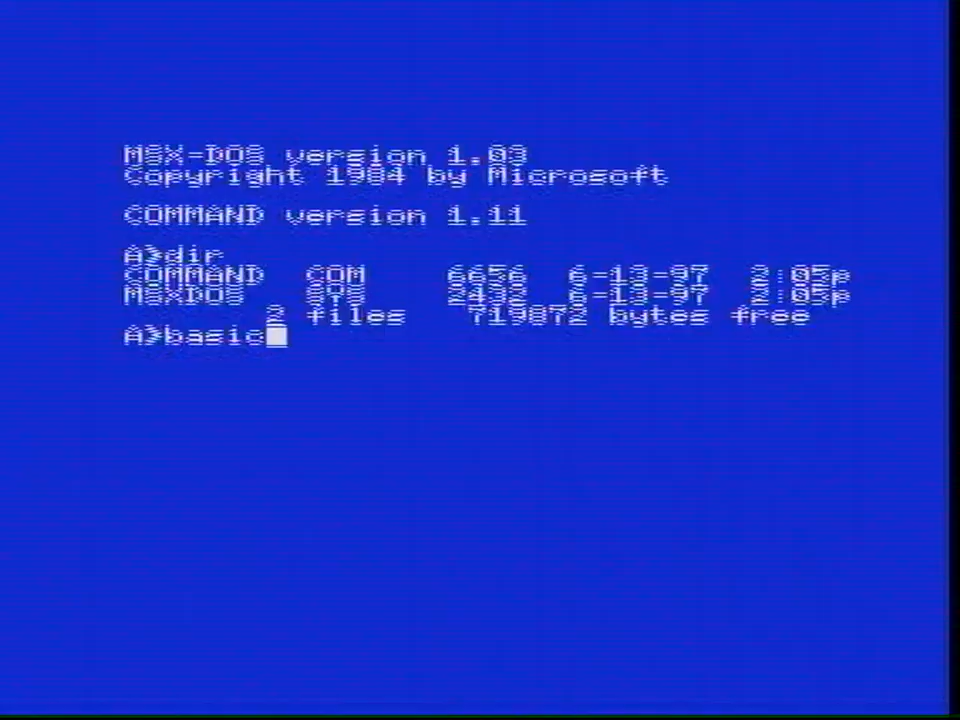 MSX-DOS version 1.03
Copyright 1984 by Microsoft
COMMAND version 1.11
A>dir
COMMAND COM 6656 6-13-97 2:05p
MSXDOS SYS 2432 6-13-97 2:05p
2 files 719872 bytes free
A>basic